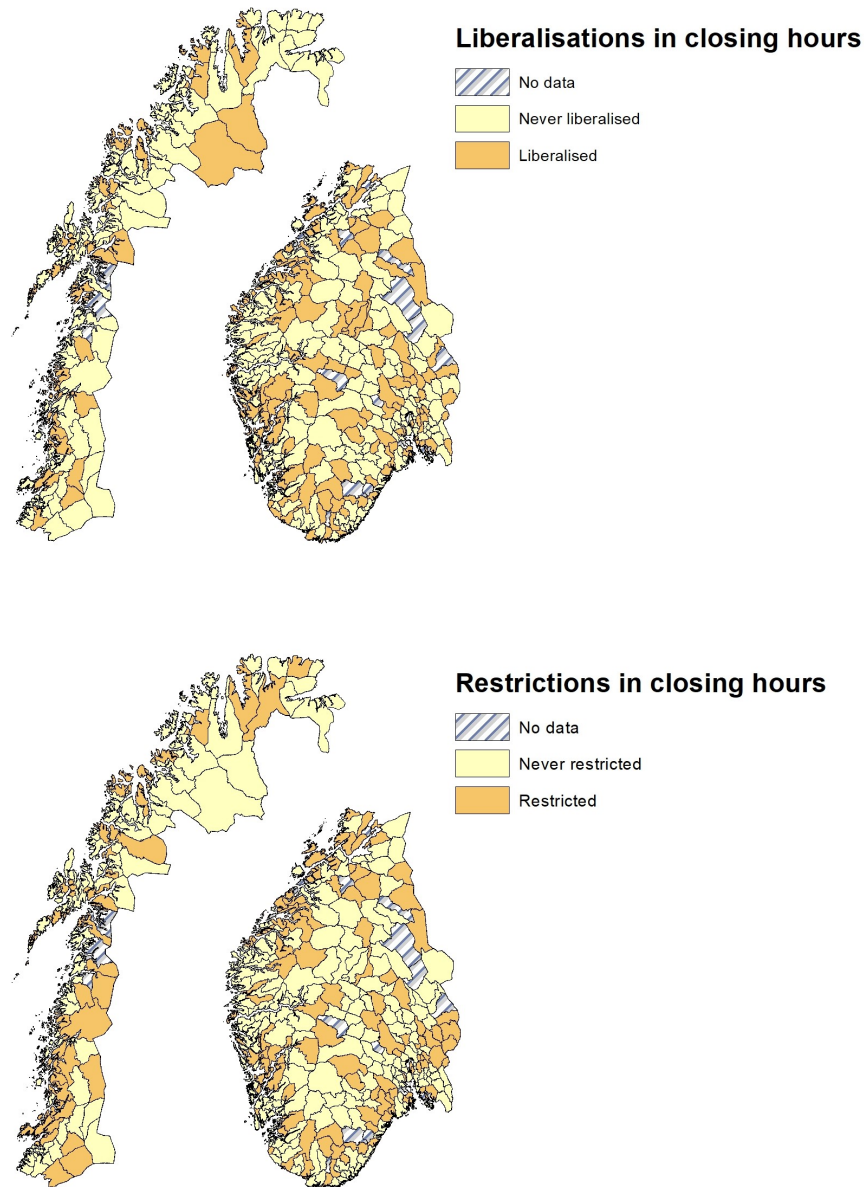 Liberalisations in closing hours
No data
Never liberalised
Liberalised
Restrictions in closing hours
No data
Never restricted
Restricted